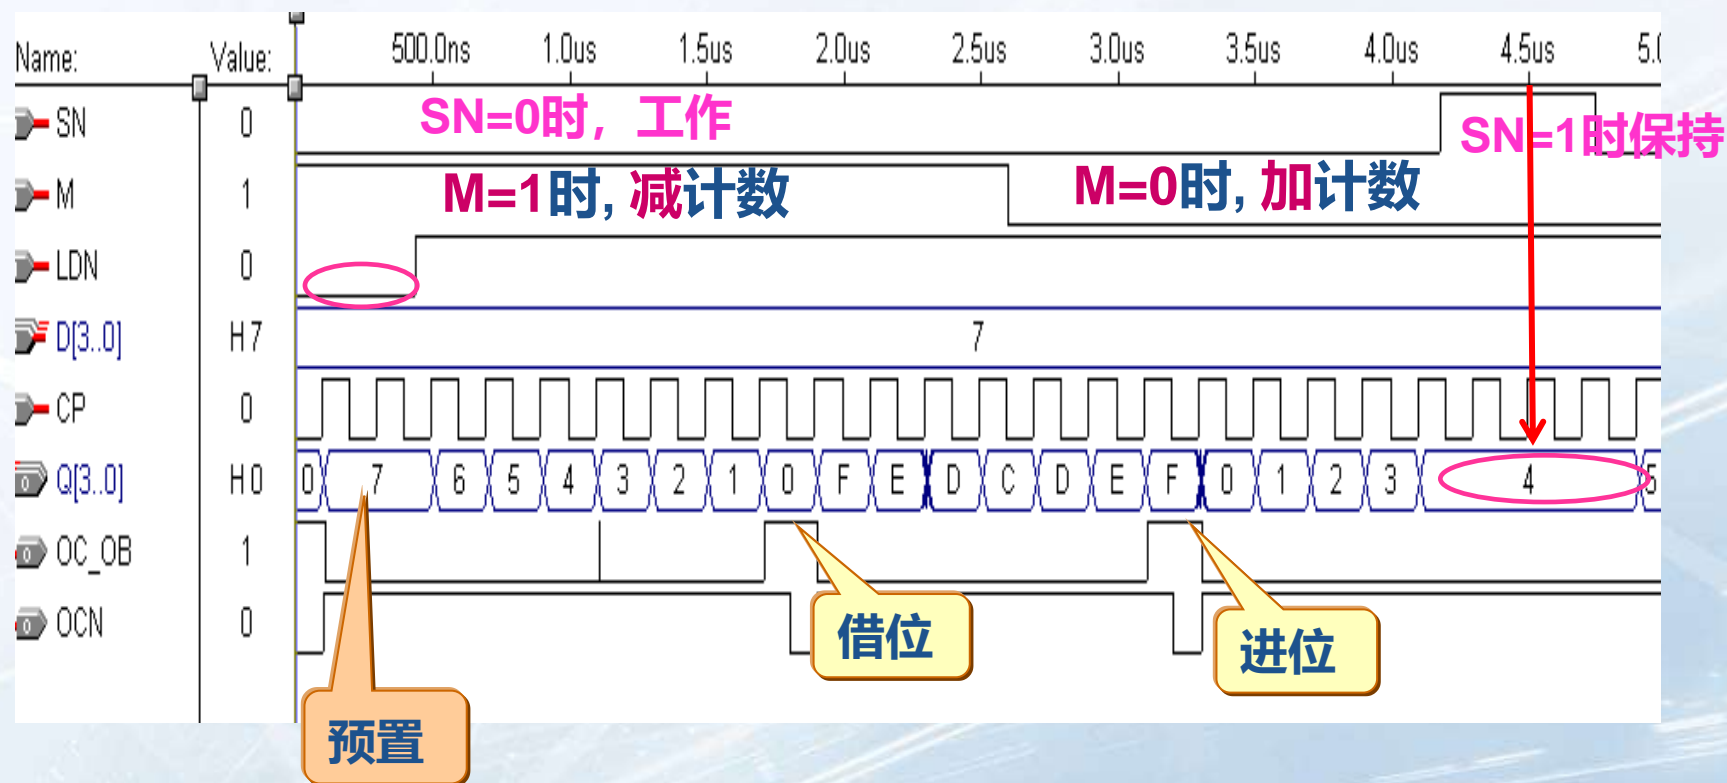 Name: Value: 500.0ns 1.0us 1.5us 2.0us 2.5us 3.0us 3.5us 4.0us 4.5us 5.0
SN 0 SN=0时，工作 SN=1时保持
M 1 M=1时, 减计数 M=0时, 加计数
LDN 0
D[3..0] H7 7
CP 0
Q[3..0] H0 0 7 6 5 4 3 2 1 0 F E D C D E F 0 1 2 3 4 5
OC_OB 1
OCN 0
借位 进位
预置